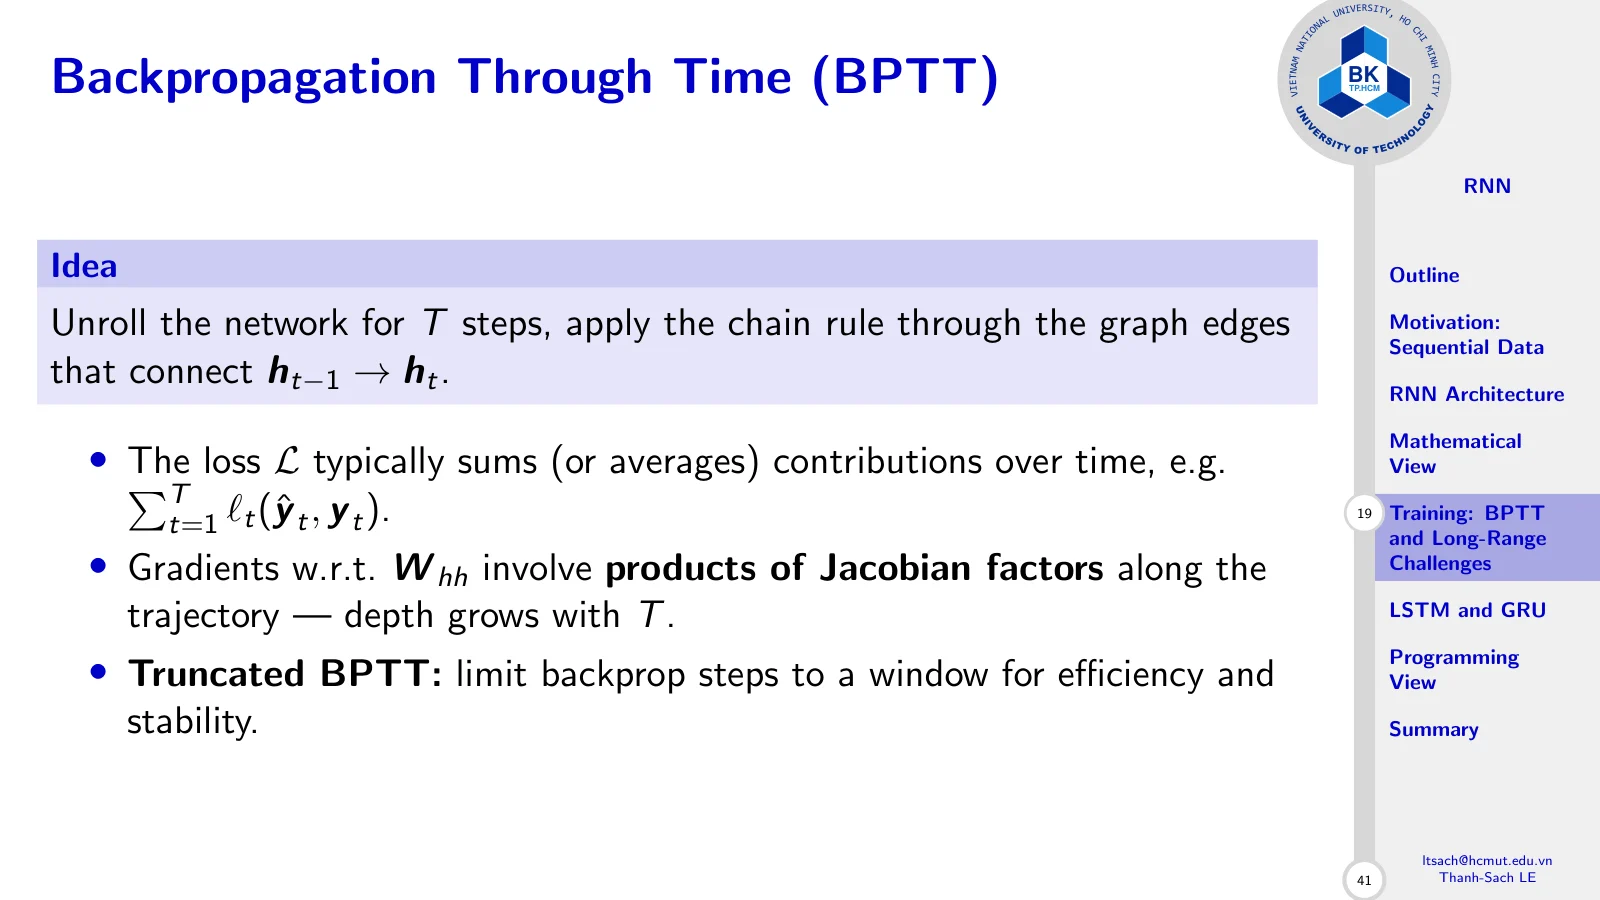 Backpropagation Through Time (BPTT)
Idea
Unroll the network for T steps, apply the chain rule through the graph edges
that connect h_{t−1} → h_t.
• The loss ℒ typically sums (or averages) contributions over time, e.g.
∑_{t=1}^{T} ℓ_t(ŷ_t, y_t).
• Gradients w.r.t. W_{hh} involve products of Jacobian factors along the
trajectory — depth grows with T.
• Truncated BPTT: limit backprop steps to a window for efficiency and
stability.
VIETNAM NATIONAL UNIVERSITY, HO CHI MINH CITY
BK
TP.HCM
UNIVERSITY OF TECHNOLOGY
RNN
Outline
Motivation:
Sequential Data
RNN Architecture
Mathematical
View
19
Training: BPTT
and Long-Range
Challenges
LSTM and GRU
Programming
View
Summary
41
ltsach@hcmut.edu.vn
Thanh-Sach LE